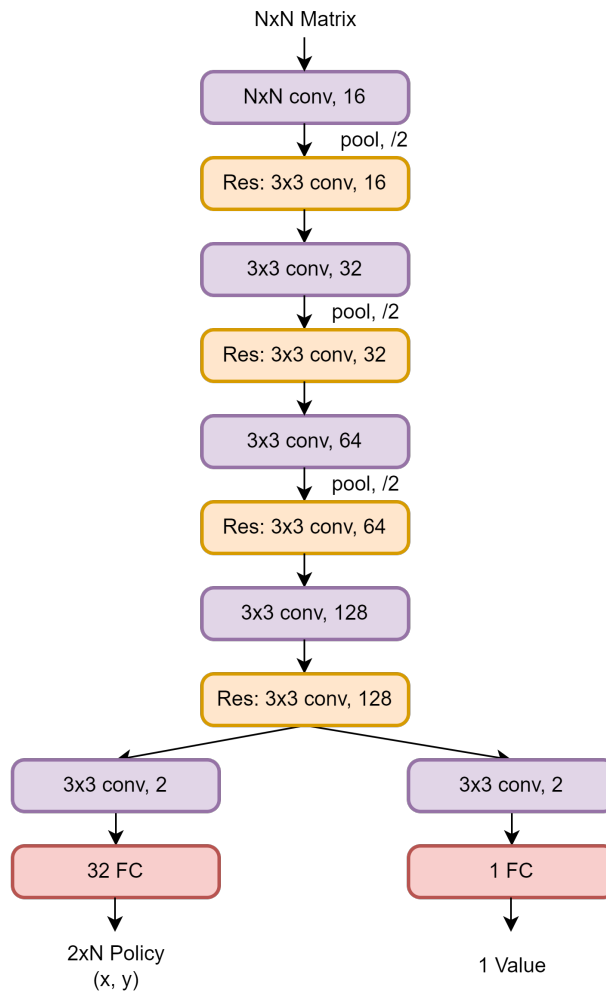 NxN Matrix
NxN conv, 16
pool, /2
Res: 3x3 conv, 16
3x3 conv, 32
pool, /2
Res: 3x3 conv, 32
3x3 conv, 64
pool, /2
Res: 3x3 conv, 64
3x3 conv, 128
Res: 3x3 conv, 128
3x3 conv, 2
3x3 conv, 2
32 FC
1 FC
2xN Policy
(x, y)
1 Value